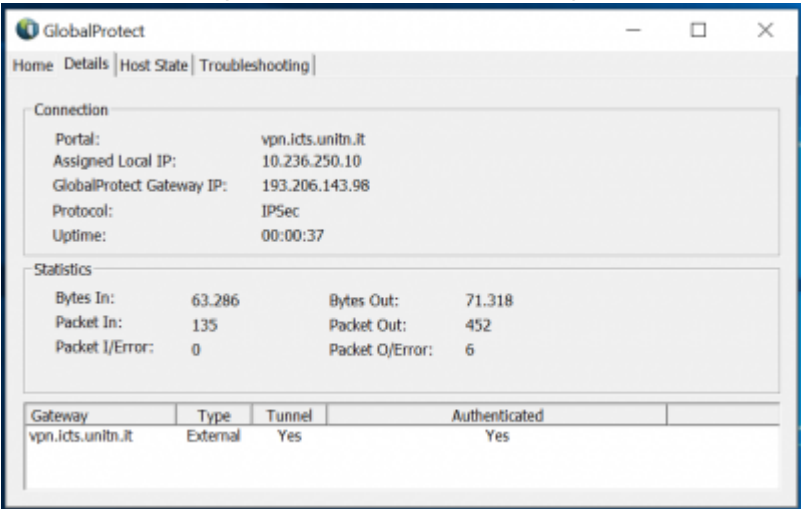 GlobalProtect
Home Details Host State Troubleshooting
Connection
Portal: vpn.icts.unitn.it
Assigned Local IP: 10.236.250.10
GlobalProtect Gateway IP: 193.206.143.98
Protocol: IPSec
Uptime: 00:00:37
Statistics
Bytes In: 63.286 Bytes Out: 71.318
Packet In: 135 Packet Out: 452
Packet I/Error: 0 Packet O/Error: 6
Gateway Type Tunnel Authenticated
vpn.icts.unitn.it External Yes Yes